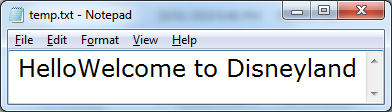 temp.txt - Notepad
File Edit Format View Help
HelloWelcome to Disneyland